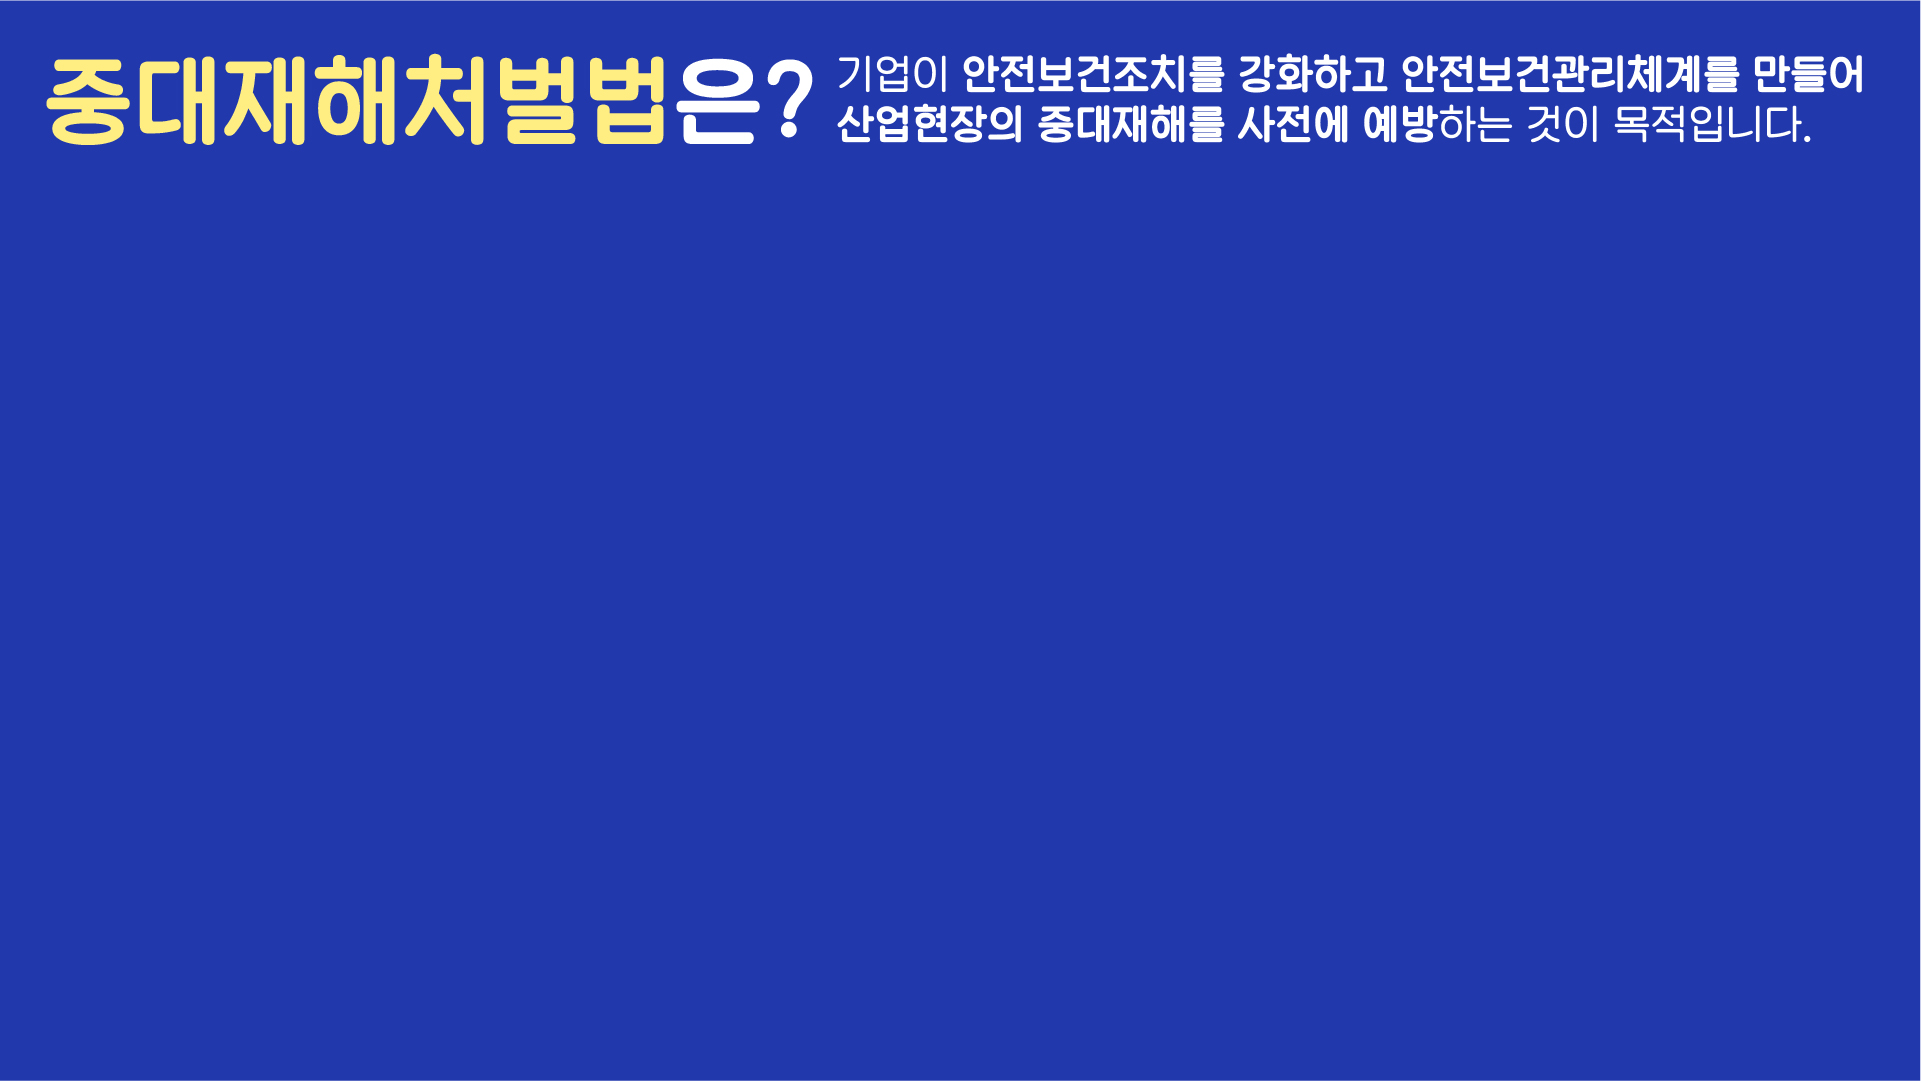 중대재해처벌법은?
기업이 안전보건조치를 강화하고 안전보건관리체계를 만들어
산업현장의 중대재해를 사전에 예방하는 것이 목적입니다.